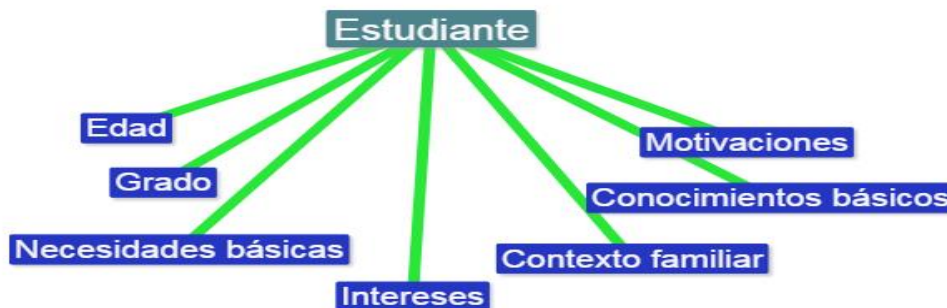 Estudiante
Edad
Motivaciones
Grado
Conocimientos básicos
Necesidades básicas
Contexto familiar
Intereses